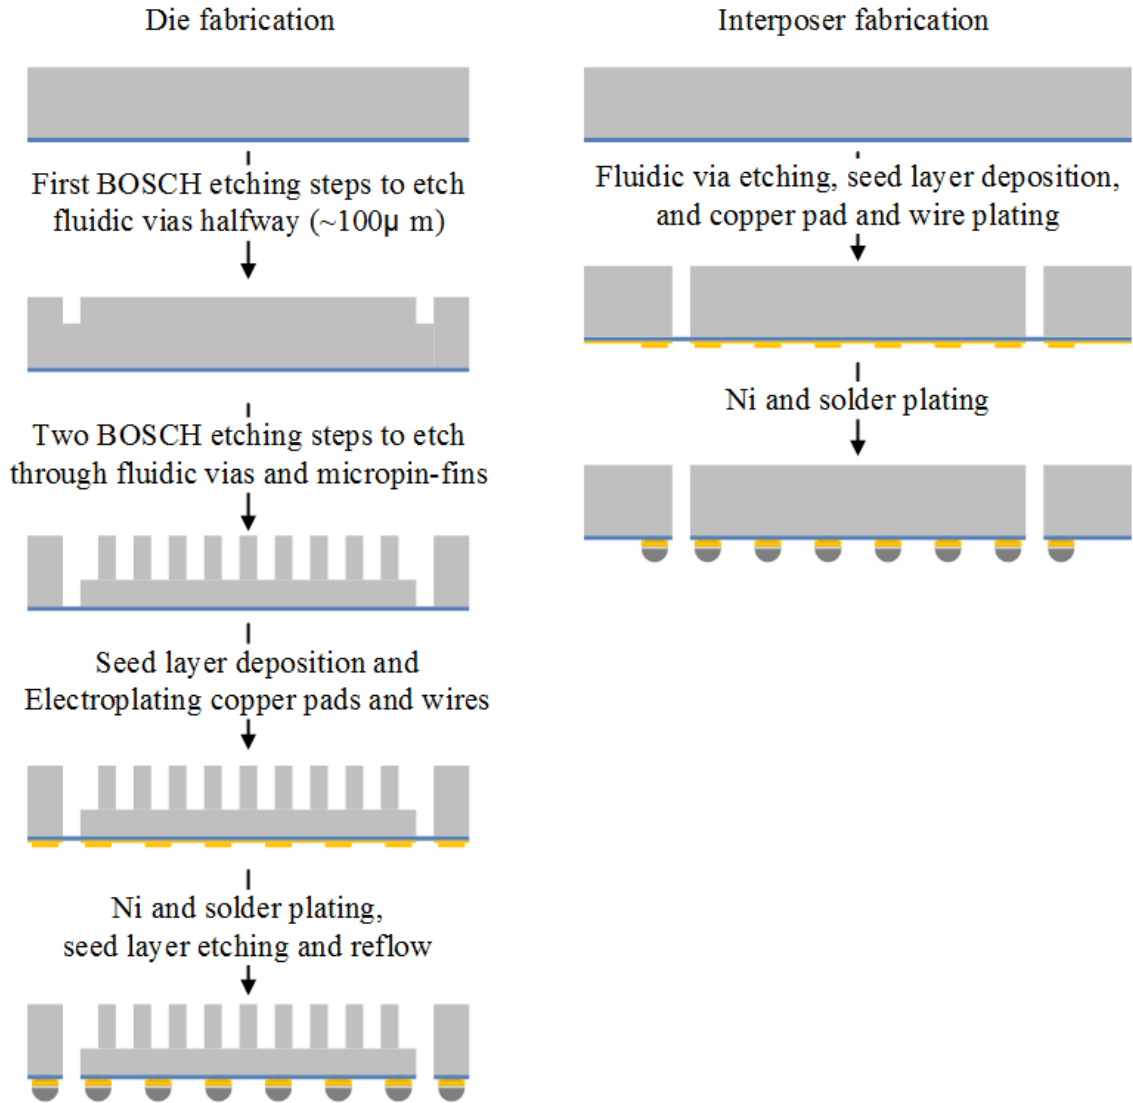 Die fabrication
First BOSCH etching steps to etch
fluidic vias halfway (~100μ m)
Two BOSCH etching steps to etch
through fluidic vias and micropin-fins
Seed layer deposition and
Electroplating copper pads and wires
Ni and solder plating,
seed layer etching and reflow
Interposer fabrication
Fluidic via etching, seed layer deposition,
and copper pad and wire plating
Ni and solder plating